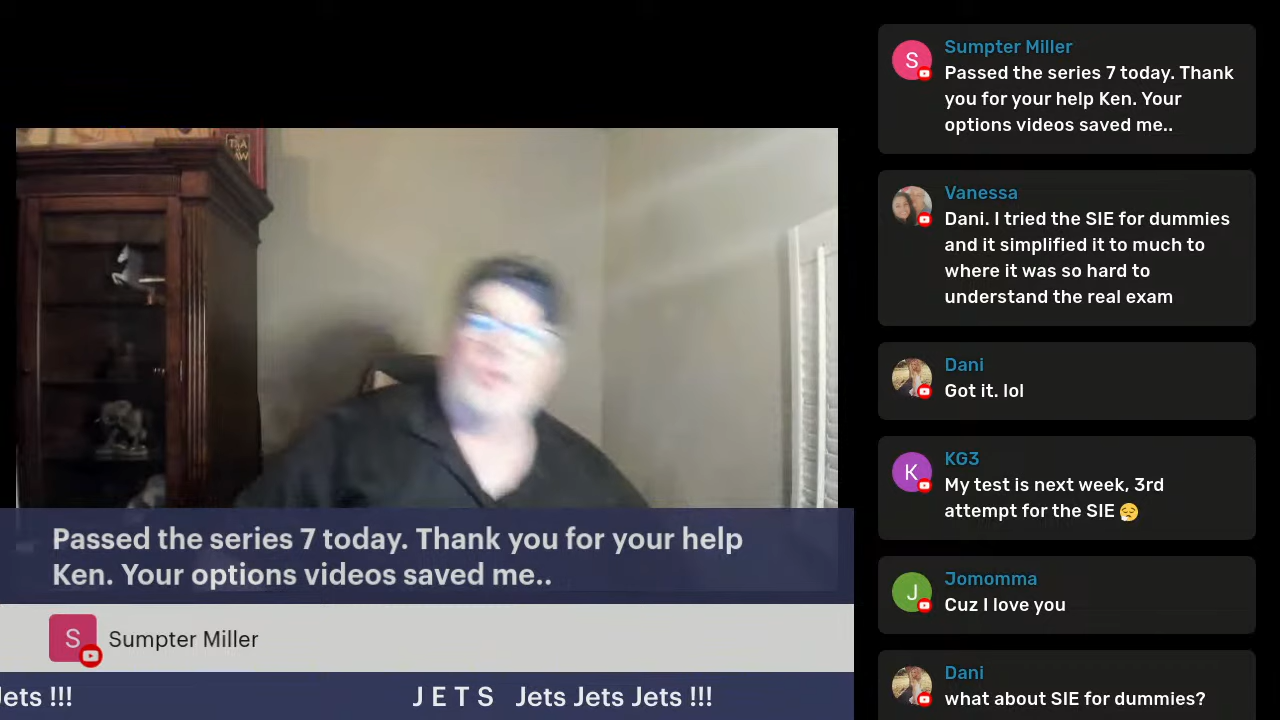 Sumpter Miller
Passed the series 7 today. Thank
you for your help Ken. Your
options videos saved me..
Vanessa
Dani. I tried the SIE for dummies
and it simplified it to much to
where it was so hard to
understand the real exam
Dani
Got it. lol
KG3
My test is next week, 3rd
attempt for the SIE 😮‍💨
Jomomma
Cuz I love you
Dani
what about SIE for dummies?
Passed the series 7 today. Thank you for your help
Ken. Your options videos saved me..
S
Sumpter Miller
Jets !!! J E T S Jets Jets Jets !!!